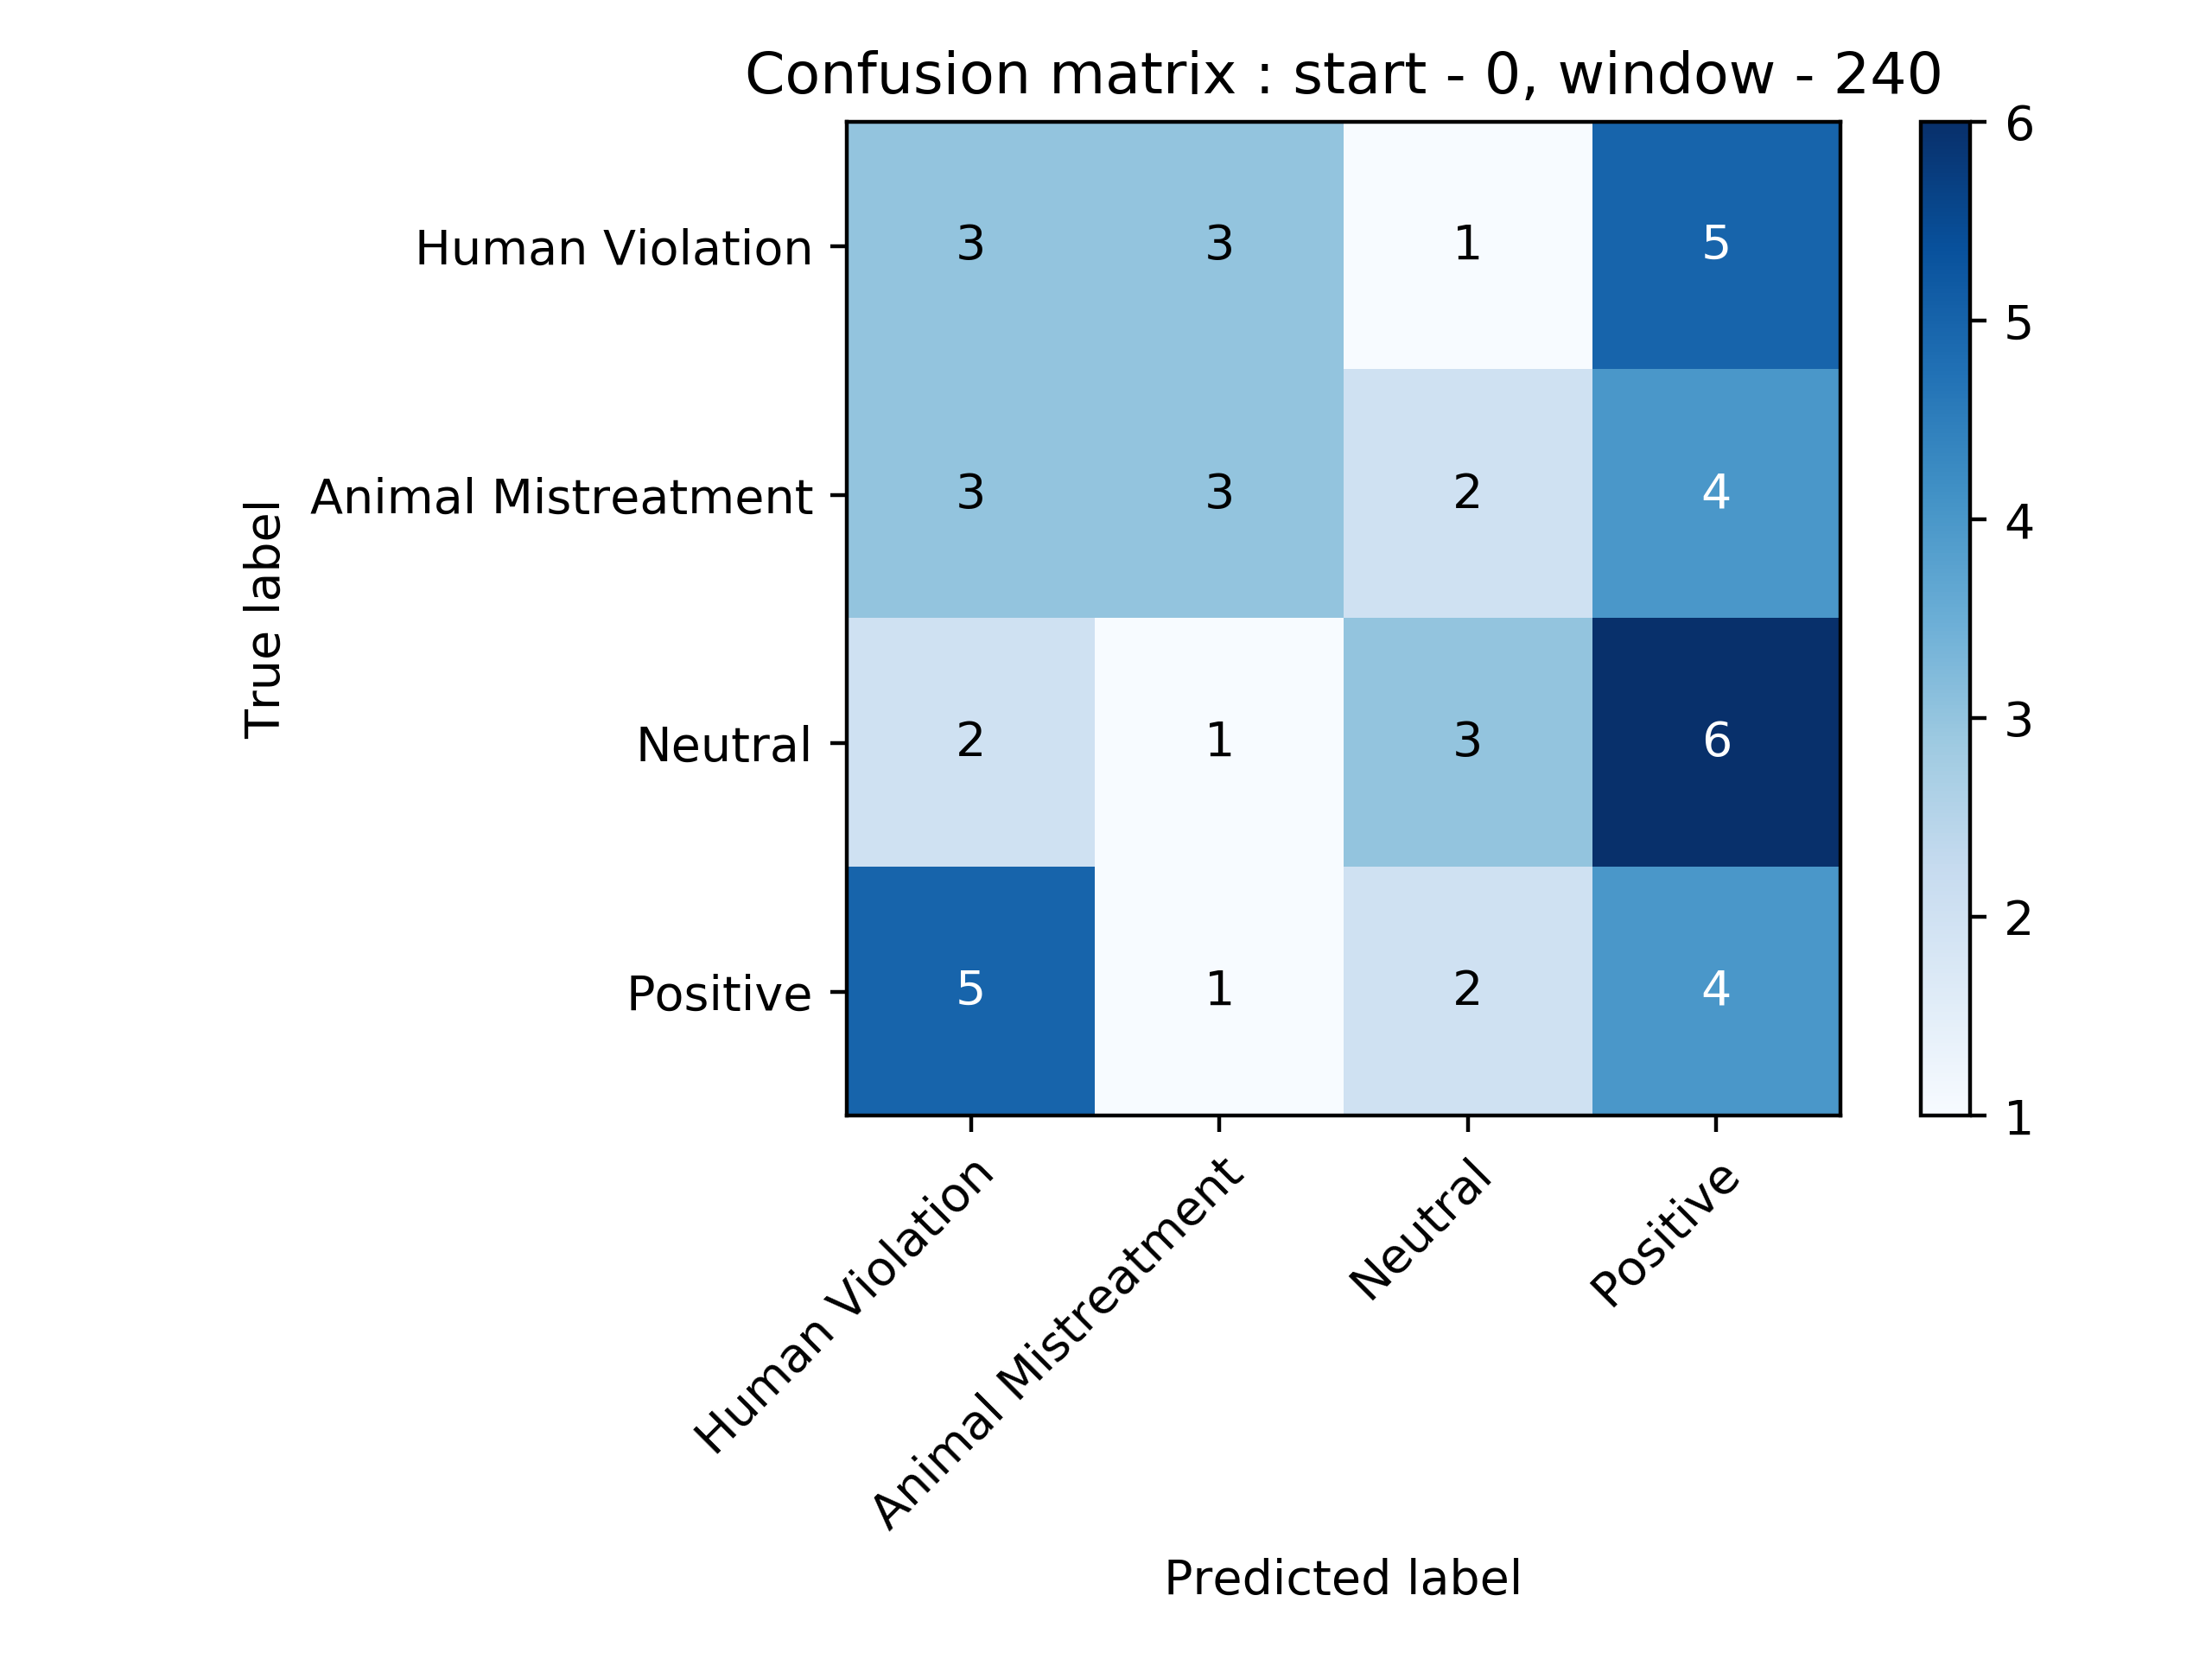 Confusion matrix : start - 0, window - 240
True label
Human Violation
3 3 1 5
Animal Mistreatment
3 3 2 4
Neutral
2 1 3 6
Positive
5 1 2 4
6
5
4
3
2
1
Human Violation
Animal Mistreatment
Neutral
Positive
Predicted label